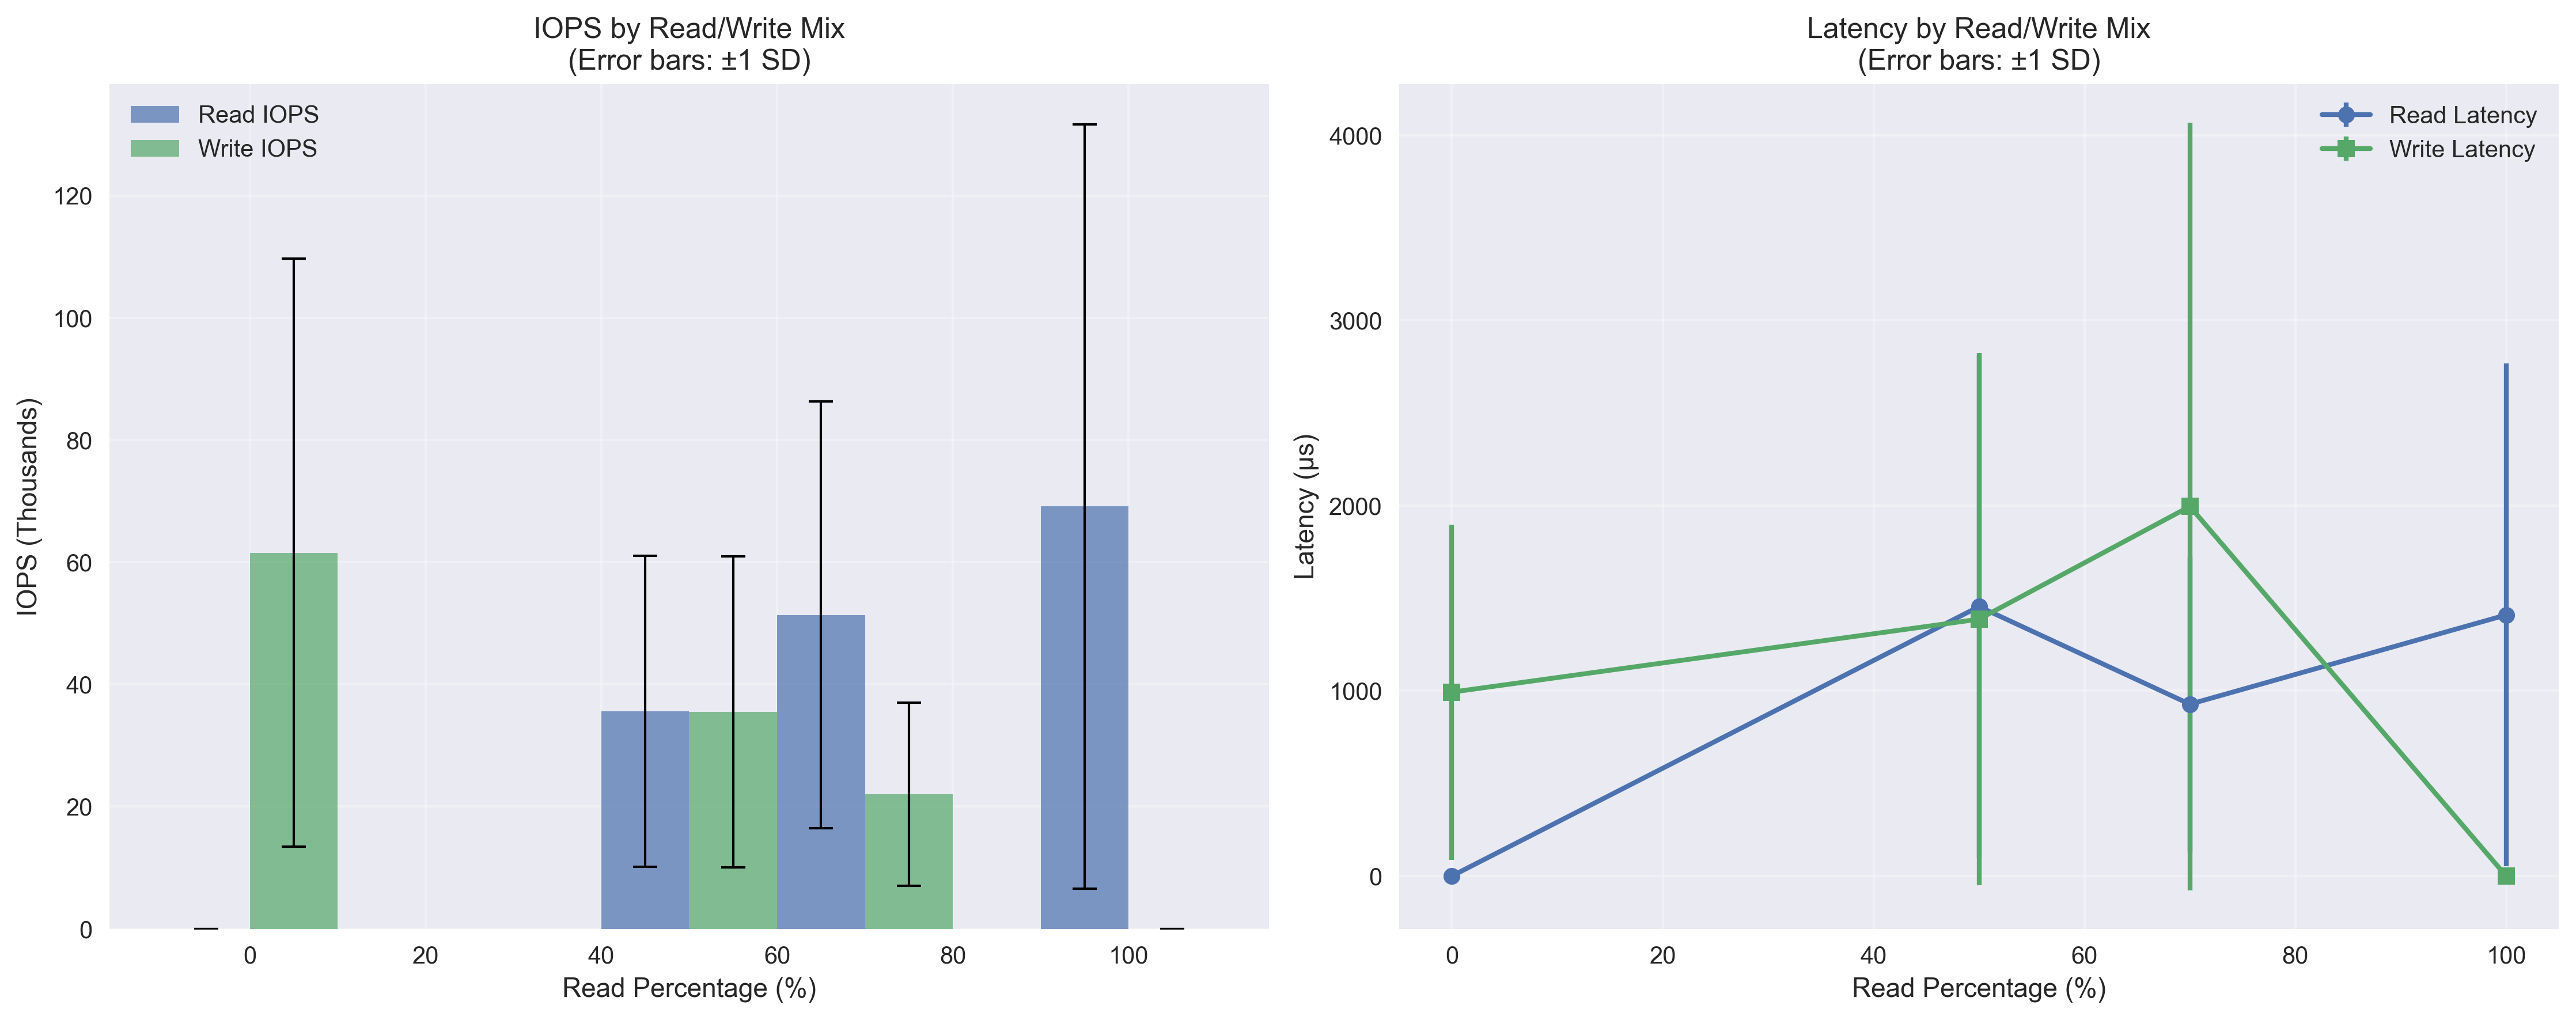 IOPS by Read/Write Mix
(Error bars: ±1 SD)
Read IOPS
Write IOPS
120
100
80
60
40
20
0
IOPS (Thousands)
0 20 40 60 80 100
Read Percentage (%)
Latency by Read/Write Mix
(Error bars: ±1 SD)
Read Latency
Write Latency
4000
3000
2000
1000
0
Latency (µs)
0 20 40 60 80 100
Read Percentage (%)